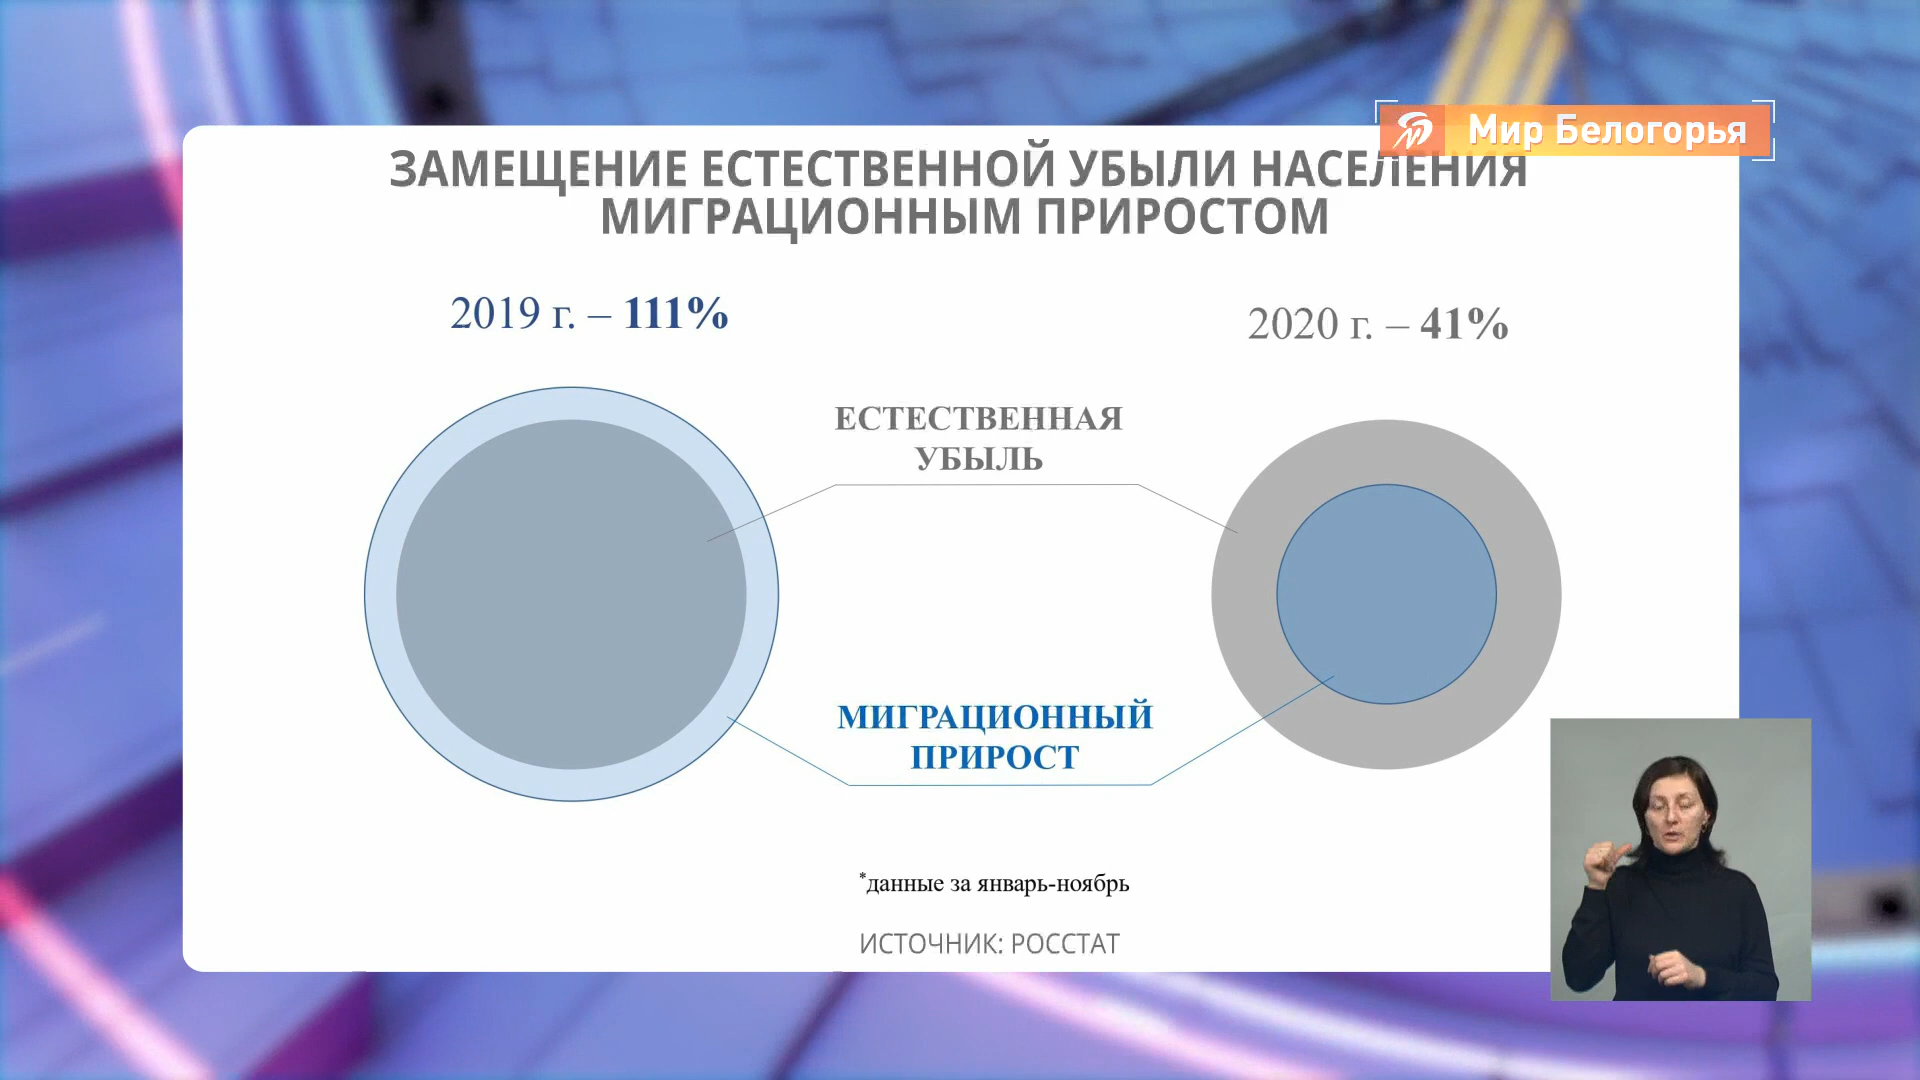 Мир Белогорья
ЗАМЕЩЕНИЕ ЕСТЕСТВЕННОЙ УБЫЛИ НАСЕЛЕНИЯ
МИГРАЦИОННЫМ ПРИРОСТОМ
2019 г. – 111%
2020 г. – 41%
ЕСТЕСТВЕННАЯ
УБЫЛЬ
МИГРАЦИОННЫЙ
ПРИРОСТ
*данные за январь-ноябрь
ИСТОЧНИК: РОССТАТ